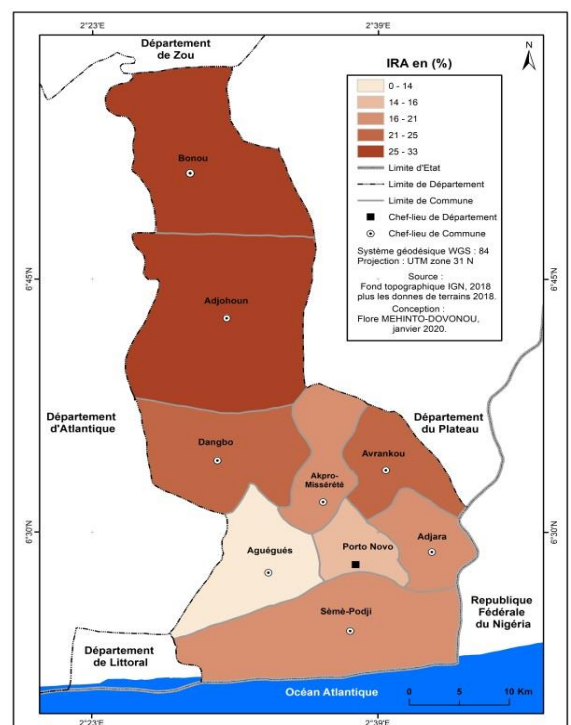 2°23'E
2°39'E
Département
de Zou
N
IRA en (%)
0 - 14
14 - 16
16 - 21
21 - 25
25 - 33
Limite d'Etat
Limite de Département
Limite de Commune
Chef-lieu de Département
Chef-lieu de Commune
Système géodésique WGS : 84
Projection : UTM zone 31 N
Source :
Fond topographique IGN, 2018
plus les donnes de terrains 2018.
Conception :
Flore MEHINTO-DOVONOU,
janvier 2020.
Bonou
6°45'N
6°45'N
Adjohoun
Département
d'Atlantique
Département
du Plateau
Dangbo
Avrankou
Akpro-
Missérété
6°30'N
6°30'N
Aguégués
Porto Novo
Adjara
Republique
Fédérale
du Nigéria
Sèmè-Podji
Département
de Littoral
Océan Atlantique
0 5 10 Km
2°23'E
2°39'E